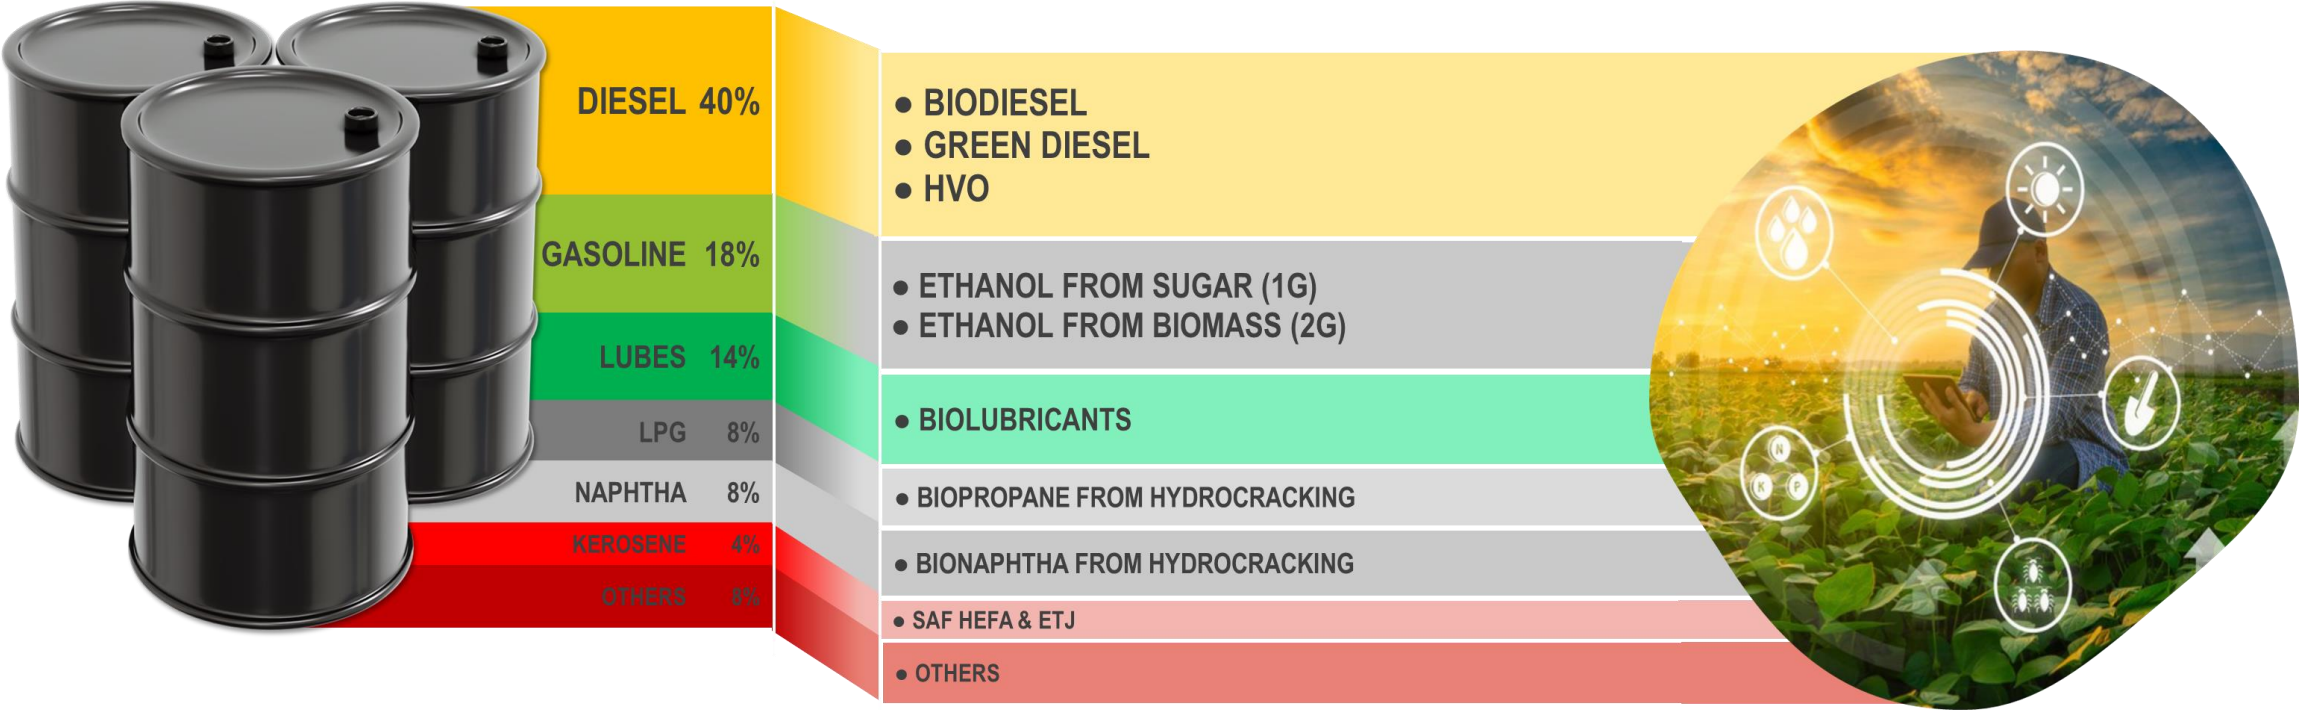 DIESEL 40%
GASOLINE 18%
LUBES 14%
LPG 8%
NAPHTHA 8%
KEROSENE 4%
OTHERS 8%
● BIODIESEL
● GREEN DIESEL
● HVO
● ETHANOL FROM SUGAR (1G)
● ETHANOL FROM BIOMASS (2G)
● BIOLUBRICANTS
● BIOPROPANE FROM HYDROCRACKING
● BIONAPHTHA FROM HYDROCRACKING
● SAF HEFA & ETJ
● OTHERS
N
K P